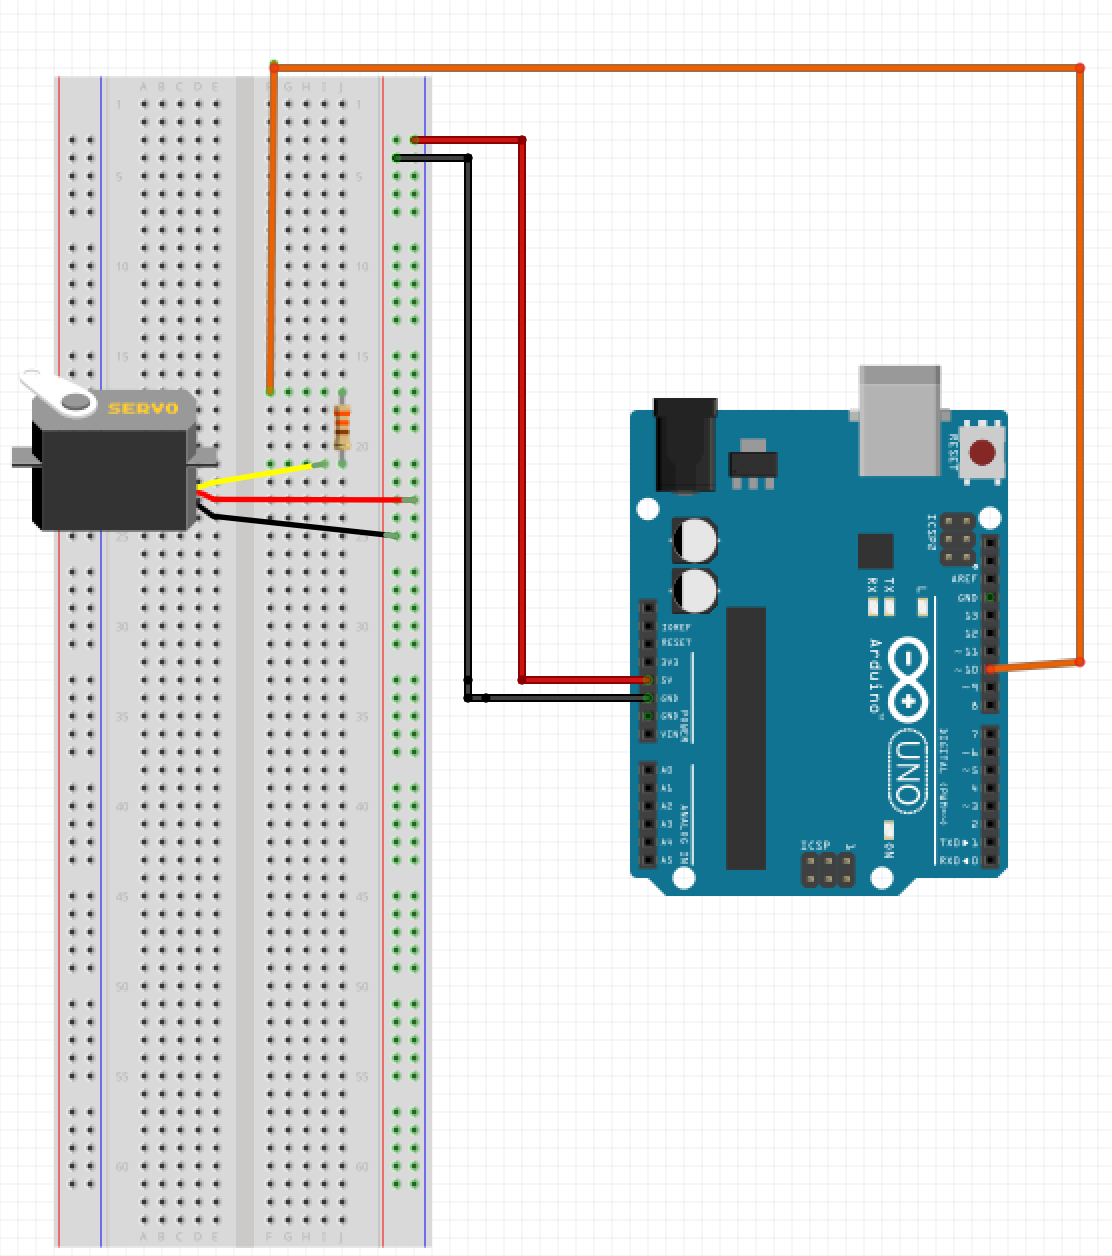 A B C D E F G H I J
1 1
5 5
10 10
15 15
SERVO
20
25
30 30
35 35
40 40
45 45
50 50
55 55
60 60
A B C D E F G H I J
RESET
ICSP2
AREF
GND
13
12
~11
~10
~9
8
7
~6
~5
4
~3
2
TXD▶1
RXD◀0
DIGITAL (PWM~)
RX TX L
Arduino™
UNO
ON
ICSP 1
IOREF
RESET
3V3
5V
GND
GND
VIN
POWER
A0
A1
A2
A3
A4
A5
ANALOG IN